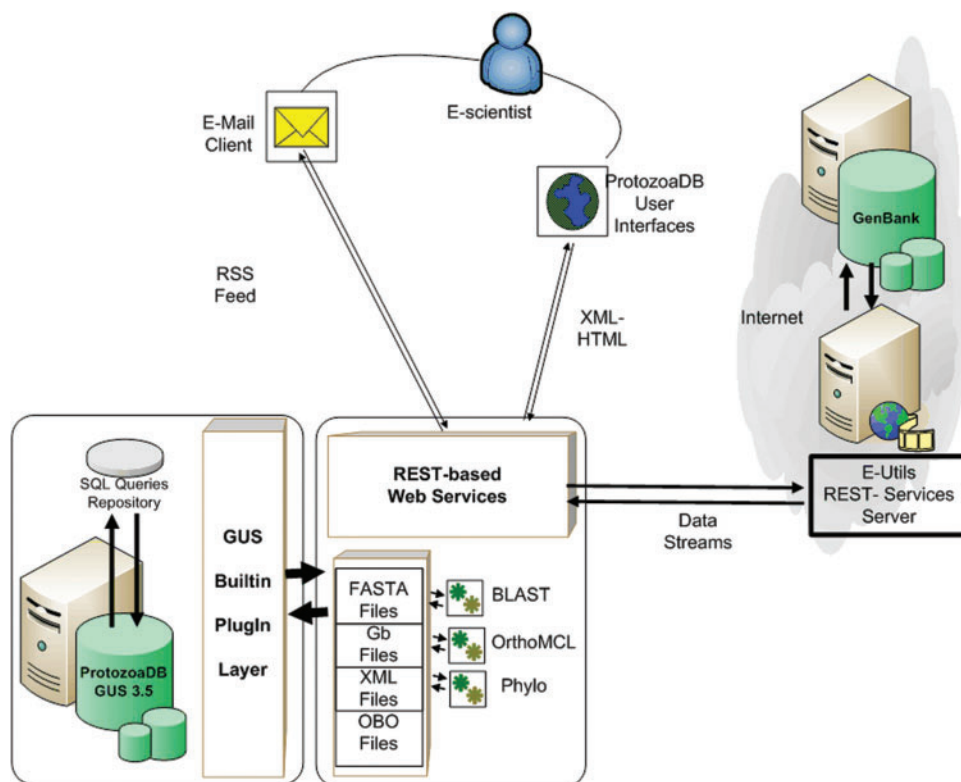 E-Mail
Client
E-scientist
ProtozoaDB
User
Interfaces
GenBank
RSS
Feed
XML-
HTML
Internet
SQL Queries
Repository
REST-based
Web Services
E-Utils
REST- Services
Server
Data
Streams
GUS
Builtin
PlugIn
Layer
ProtozoaDB
GUS 3.5
FASTA
Files
Gb
Files
XML
Files
OBO
Files
BLAST
OrthoMCL
Phylo